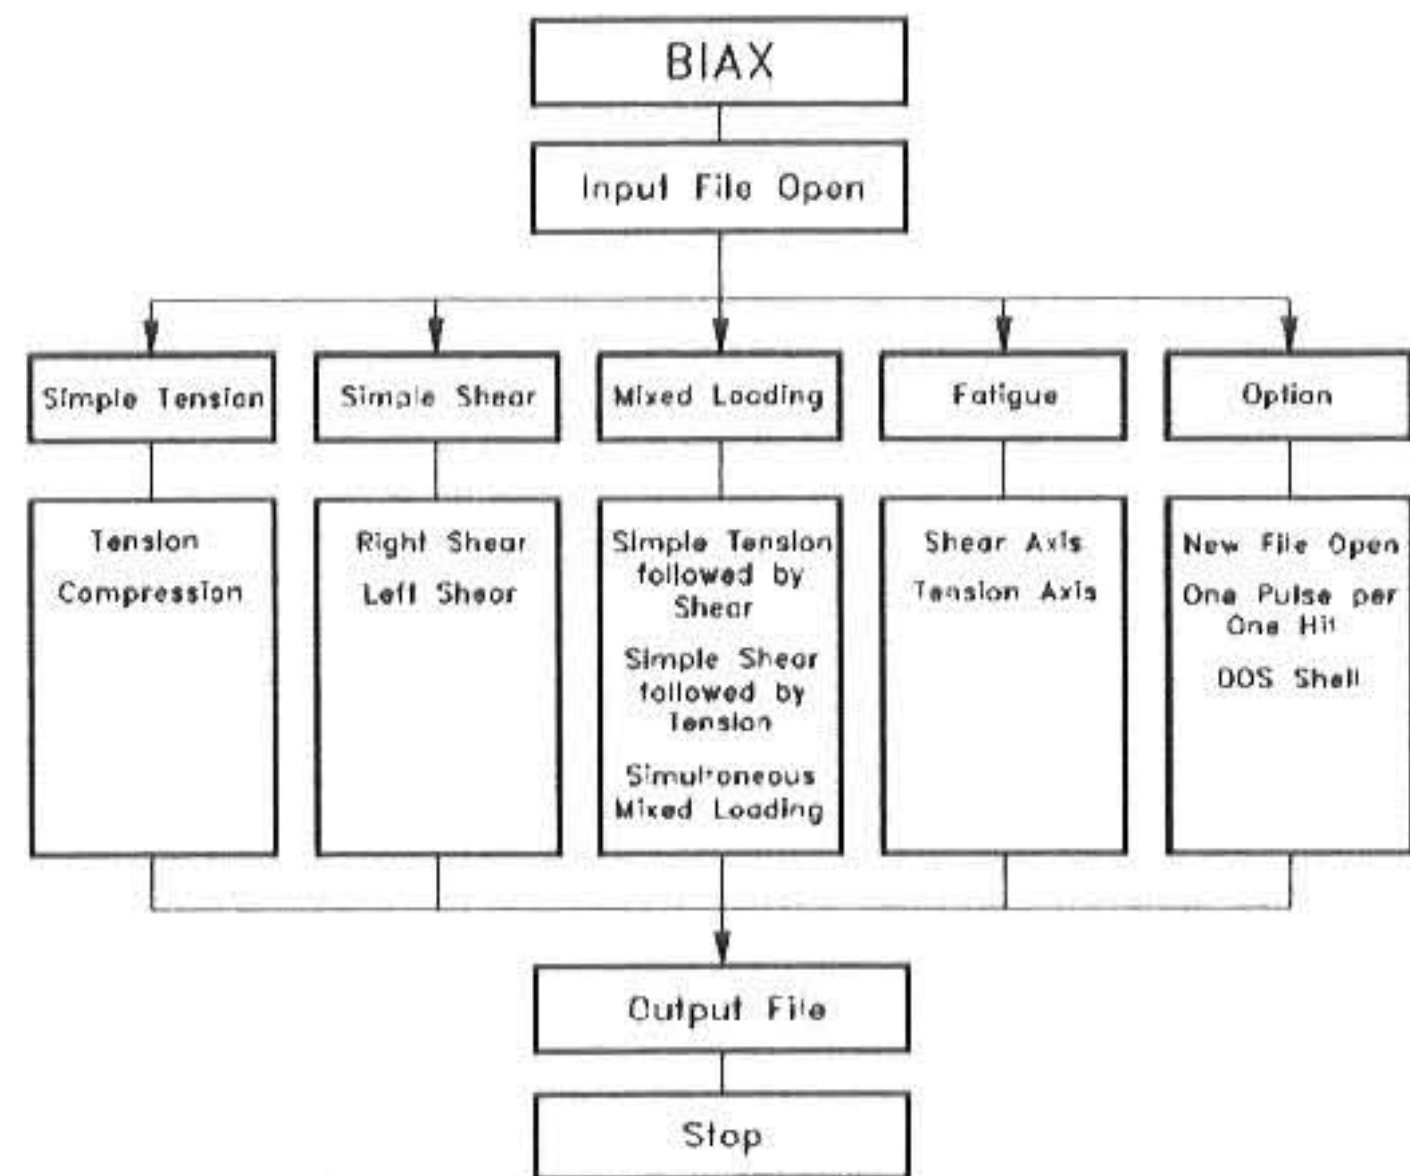 BIAX
Input File Open
Simple Tension
Simple Shear
Mixed Loading
Fatigue
Option
Tension
Compression
Right Shear
Left Shear
Simple Tension
followed by
Shear
Simple Shear
followed by
Tension
Simultaneous
Mixed Loading
Shear Axis
Tension Axis
New File Open
One Pulse per
One Hit
DOS Shell
Output File
Stop